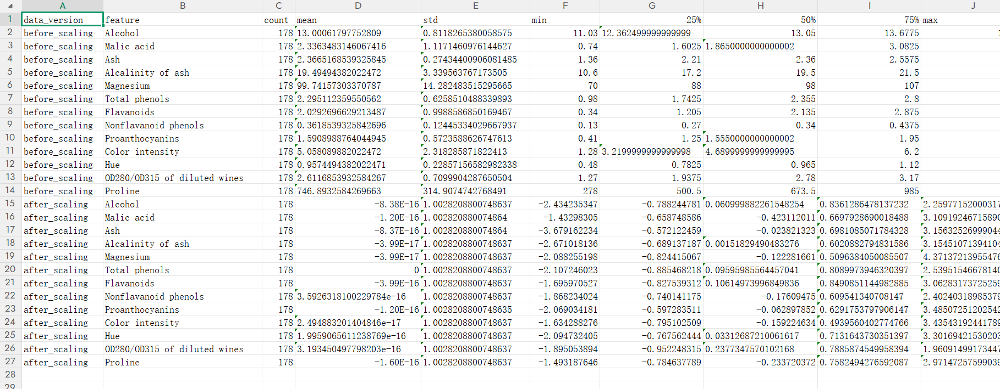 A B C D E F G H I J
1 data_version feature count mean std min 25% 50% 75% max
2 before_scaling Alcohol 178 13.00061797752809 0.8118265380058575 11.03 12.362499999999999 13.05 13.6775
3 before_scaling Malic acid 178 2.3363483146067416 1.1171460976144627 0.74 1.6025 1.8650000000000002 3.0825
4 before_scaling Ash 178 2.3665168539325845 0.27434400906081485 1.36 2.21 2.36 2.5575
5 before_scaling Alcalinity of ash 178 19.49494382022472 3.339563767173505 10.6 17.2 19.5 21.5
6 before_scaling Magnesium 178 99.74157303370787 14.282483515295665 70 88 98 107
7 before_scaling Total phenols 178 2.295112359550562 0.6258510488339893 0.98 1.7425 2.355 2.8
8 before_scaling Flavanoids 178 2.0292696629213487 0.9988586850169467 0.34 1.205 2.135 2.875
9 before_scaling Nonflavanoid phenols 178 0.3618539325842696 0.12445334029667937 0.13 0.27 0.34 0.4375
10 before_scaling Proanthocyanins 178 1.5908988764044945 0.5723588626747613 0.41 1.25 1.5550000000000002 1.95
11 before_scaling Color intensity 178 5.058089882022472 2.318285871822413 1.28 3.2199999999999998 4.6899999999999995 6.2
12 before_scaling Hue 178 0.9574494382022471 0.22857156582982338 0.48 0.7825 0.965 1.12
13 before_scaling OD280/OD315 of diluted wines 178 2.6116853932584267 0.7099904287650504 1.27 1.9375 2.78 3.17
14 before_scaling Proline 178 746.8932584269663 314.9074742768491 278 500.5 673.5 985
15 after_scaling Alcohol 178 -8.38E-16 1.0028208800748637 -2.434235347 -0.788244781 0.060999882261548254 0.8361286478137232 2.25977152000317
16 after_scaling Malic acid 178 -1.20E-16 1.002820880074864 -1.43298305 -0.658748586 -0.423112011 0.6697928690018488 3.10919246715890
17 after_scaling Ash 178 -8.37E-16 1.002820880074864 -3.679162234 -0.572122459 -0.023821323 0.6981085071784328 3.15632526999044
18 after_scaling Alcalinity of ash 178 -3.99E-17 1.0028208800748637 -2.671018136 -0.689137187 0.00151829490483276 0.6020882794831586 3.15451071394104
19 after_scaling Magnesium 178 -3.99E-17 1.0028208800748637 -2.088255198 -0.824415067 -0.122281661 0.5096384050085507 4.37137213955476
20 after_scaling Total phenols 178 0 1.0028208800748637 -2.107246023 -0.885468218 0.09595985564457041 0.8089973946320397 2.53951546678140
21 after_scaling Flavanoids 178 -3.99E-16 1.0028208800748637 -1.695970527 -0.827539312 0.10614973996849836 0.8490851144982885 3.06283173725259
22 after_scaling Nonflavanoid phenols 178 3.5926318100229784e-16 1.0028208800748637 -1.868234024 -0.740141175 -0.17609475 0.609541340708147 2.40240318985379
23 after_scaling Proanthocyanins 178 -1.20E-16 1.0028208800748635 -2.069034181 -0.597283511 -0.062897852 0.6291753797906147 3.48507251202542
24 after_scaling Color intensity 178 2.494883201404846e-17 1.0028208800748637 -1.634288276 -0.795102509 -0.159224634 0.4939560402774766 3.43543192441789
25 after_scaling Hue 178 1.9959065611238769e-16 1.0028208800748637 -2.094732405 -0.767562444 0.03312687210061617 0.7131643730351397 3.30169421530203
26 after_scaling OD280/OD315 of diluted wines 178 3.193450497798203e-16 1.0028208800748637 -1.895053894 -0.952248315 0.2377347570102168 0.7885874549958394 1.96091499173447
27 after_scaling Proline 178 -1.60E-16 1.0028208800748637 -1.493187646 -0.784637789 -0.233720372 0.7582494276592087 2.97147257599039
28
29